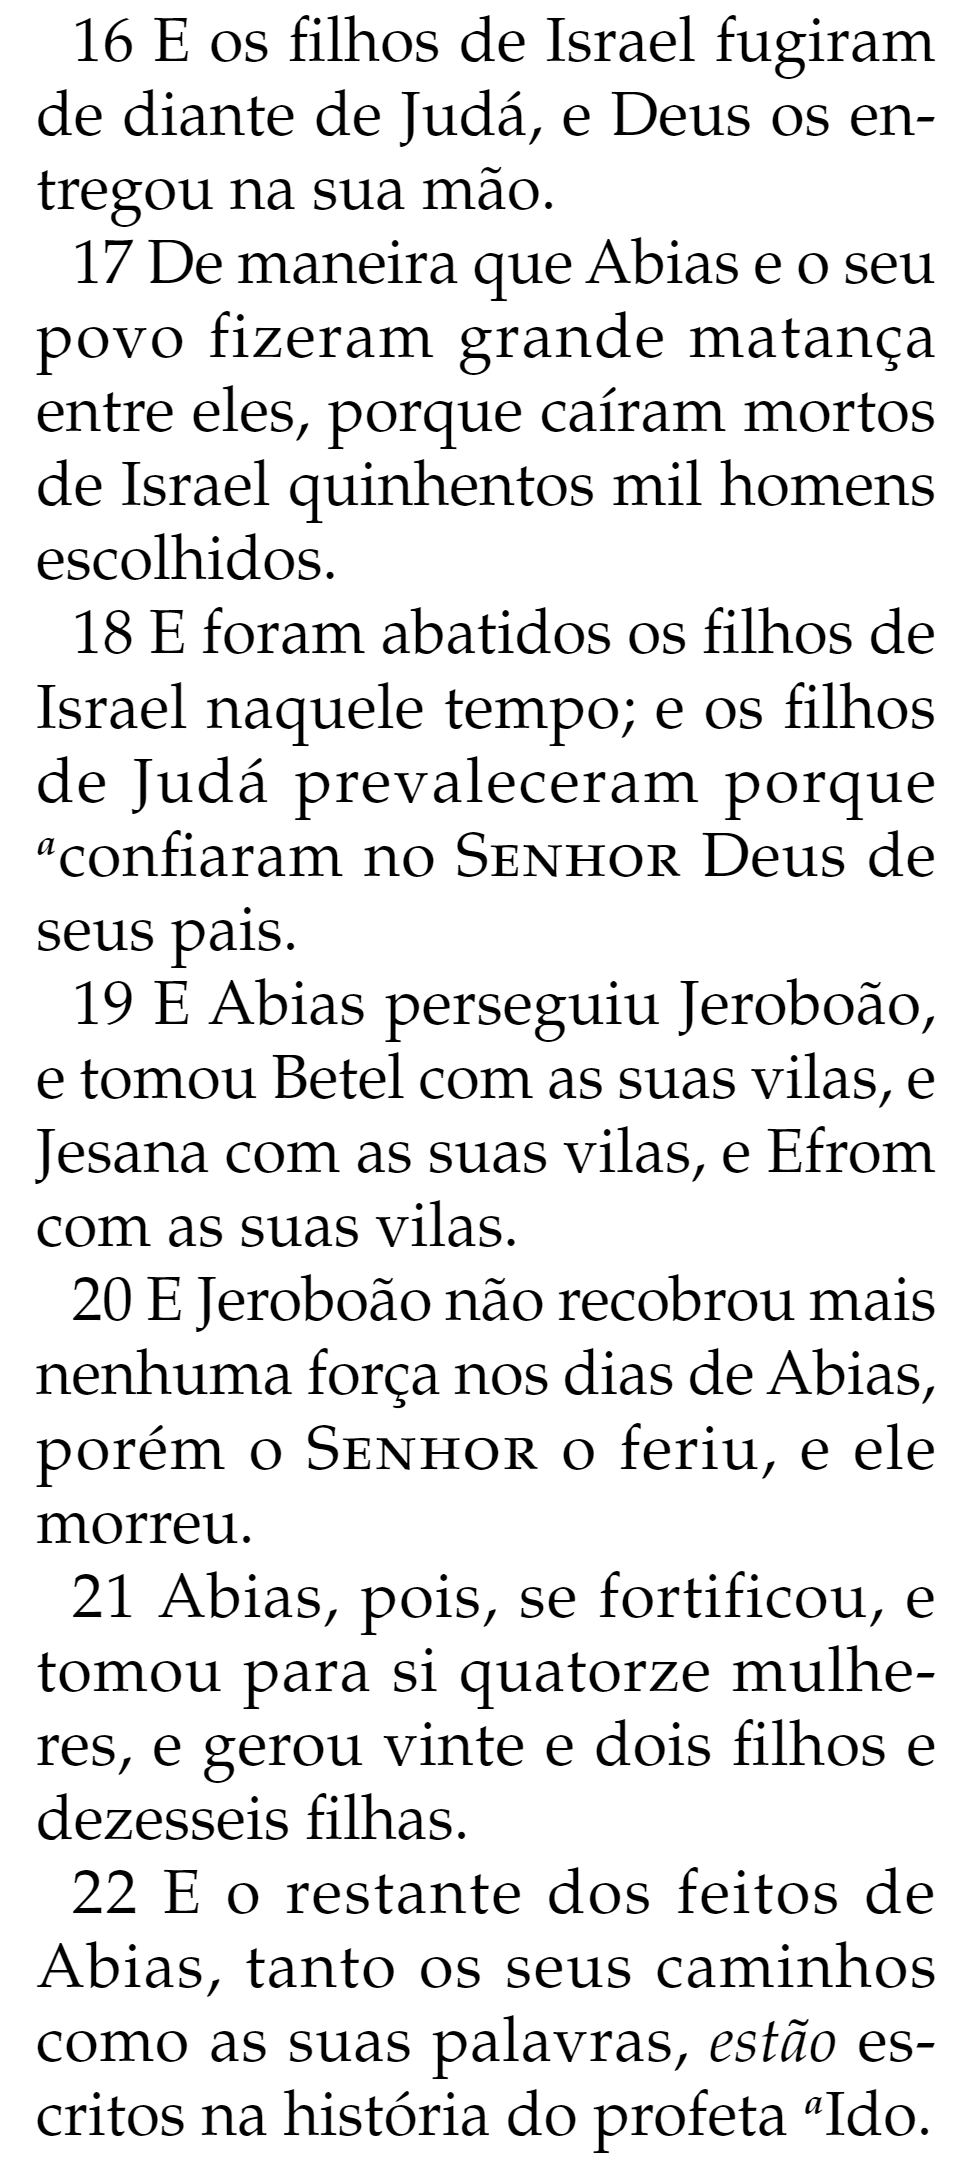 16 E os filhos de Israel fugiram
de diante de Judá, e Deus os en-
tregou na sua mão.
17 De maneira que Abias e o seu
povo fizeram grande matança
entre eles, porque caíram mortos
de Israel quinhentos mil homens
escolhidos.
18 E foram abatidos os filhos de
Israel naquele tempo; e os filhos
de Judá prevaleceram porque
ᵃconfiaram no SENHOR Deus de
seus pais.
19 E Abias perseguiu Jeroboão,
e tomou Betel com as suas vilas, e
Jesana com as suas vilas, e Efrom
com as suas vilas.
20 E Jeroboão não recobrou mais
nenhuma força nos dias de Abias,
porém o SENHOR o feriu, e ele
morreu.
21 Abias, pois, se fortificou, e
tomou para si quatorze mulhe-
res, e gerou vinte e dois filhos e
dezesseis filhas.
22 E o restante dos feitos de
Abias, tanto os seus caminhos
como as suas palavras, estão es-
critos na história do profeta ᵃIdo.